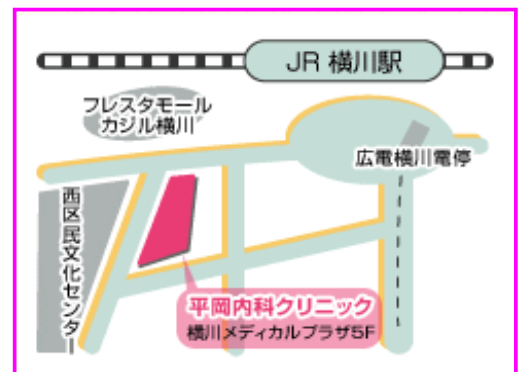 JR 横川駅
フレスタモール
カジル横川
広電横川電停
西区民文化センター
平岡内科クリニック
横川メディカルプラザ5F